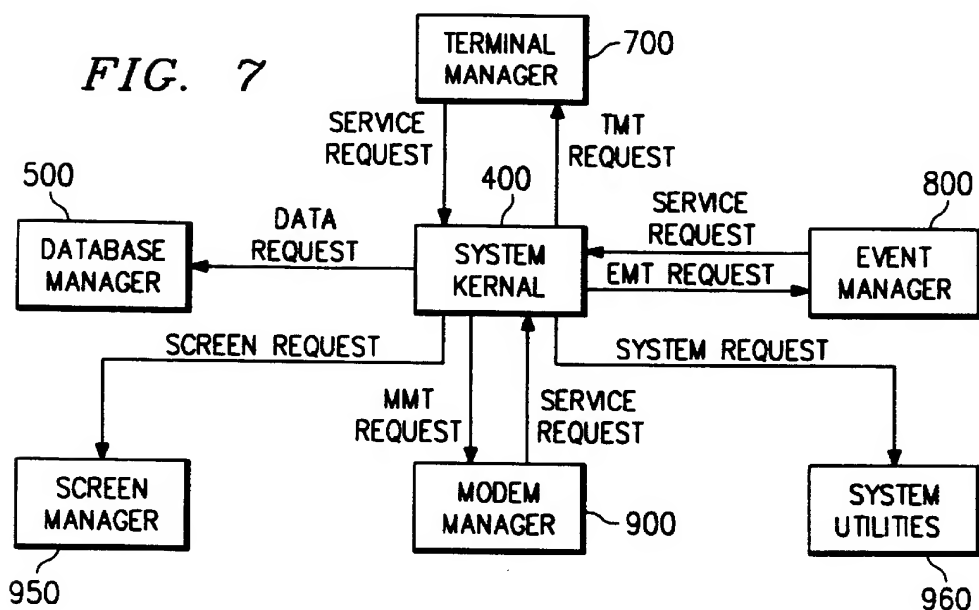 FIG. 7
TERMINAL
MANAGER
700
SERVICE
REQUEST
TMT
REQUEST
500
DATABASE
MANAGER
DATA
REQUEST
400
SYSTEM
KERNAL
SERVICE
REQUEST
EMT REQUEST
800
EVENT
MANAGER
SCREEN REQUEST
MMT
REQUEST
SERVICE
REQUEST
SYSTEM REQUEST
SCREEN
MANAGER
950
MODEM
MANAGER
900
SYSTEM
UTILITIES
960